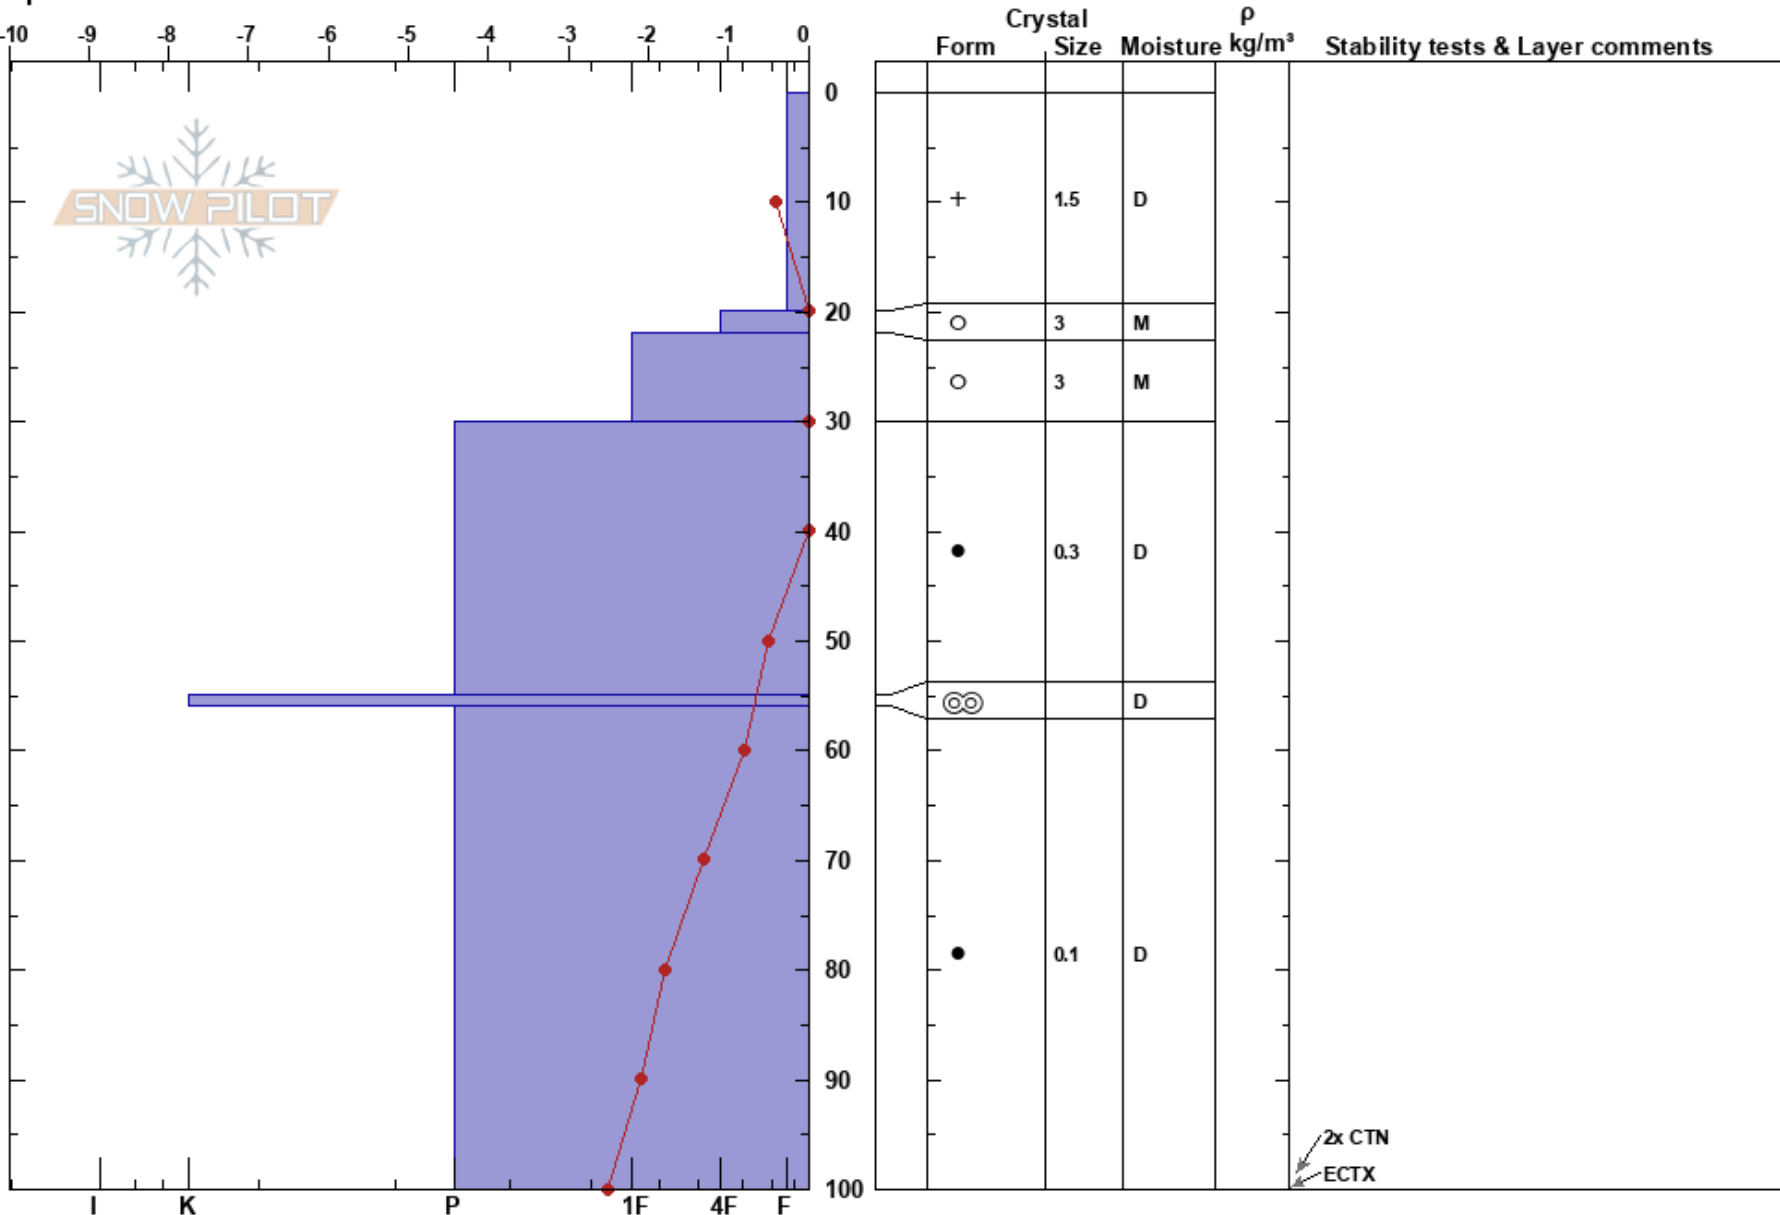 Crystal ρ
-10 -9 -8 -7 -6 -5 -4 -3 -2 -1 0 Form Size Moisture kg/m³ Stability tests & Layer comments
0
SNOW PILOT
10 + 1.5 D
20 3 M
3 M
30
40 0.3 D
50
D
60
70
80 0.1 D
90
2x CTN
ECTX
100
I K P 1F 4F F